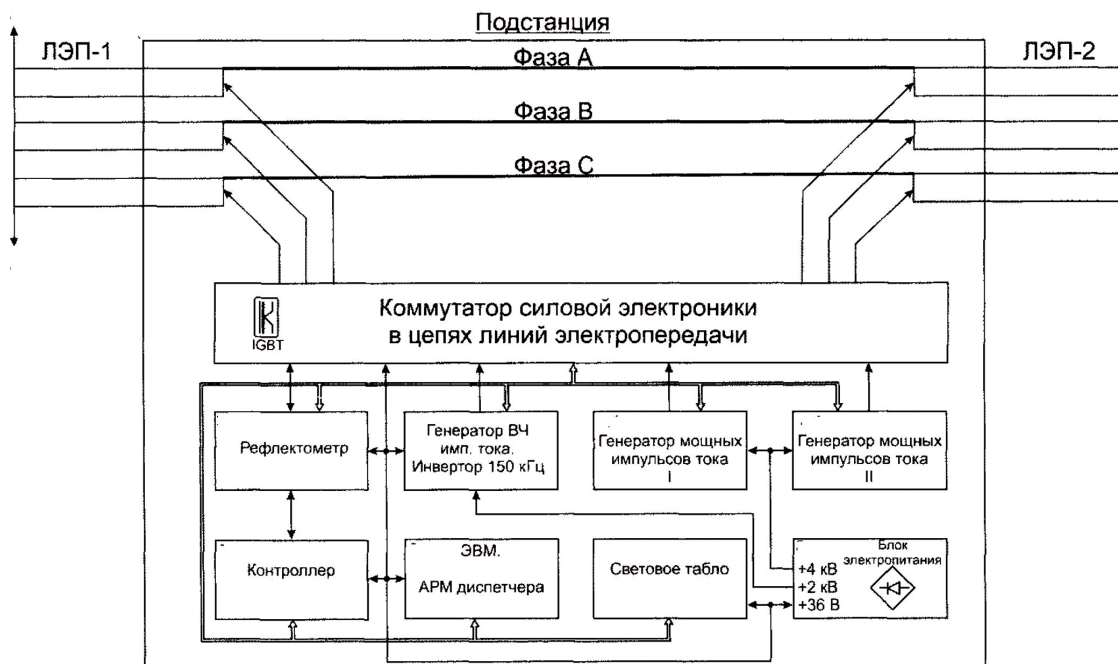 Подстанция
ЛЭП-1
ЛЭП-2
Фаза А
Фаза В
Фаза С
Коммутатор силовой электроники
в цепях линий электропередачи
IGBT
Рефлектометр
Генератор ВЧ
имп. тока.
Инвертор 150 кГц
Генератор мощных
импульсов тока
I
Генератор мощных
импульсов тока
II
Контроллер
ЭВМ.
АРМ диспетчера
Световое табло
Блок
электропитания
+4 кВ
+2 кВ
+36 В